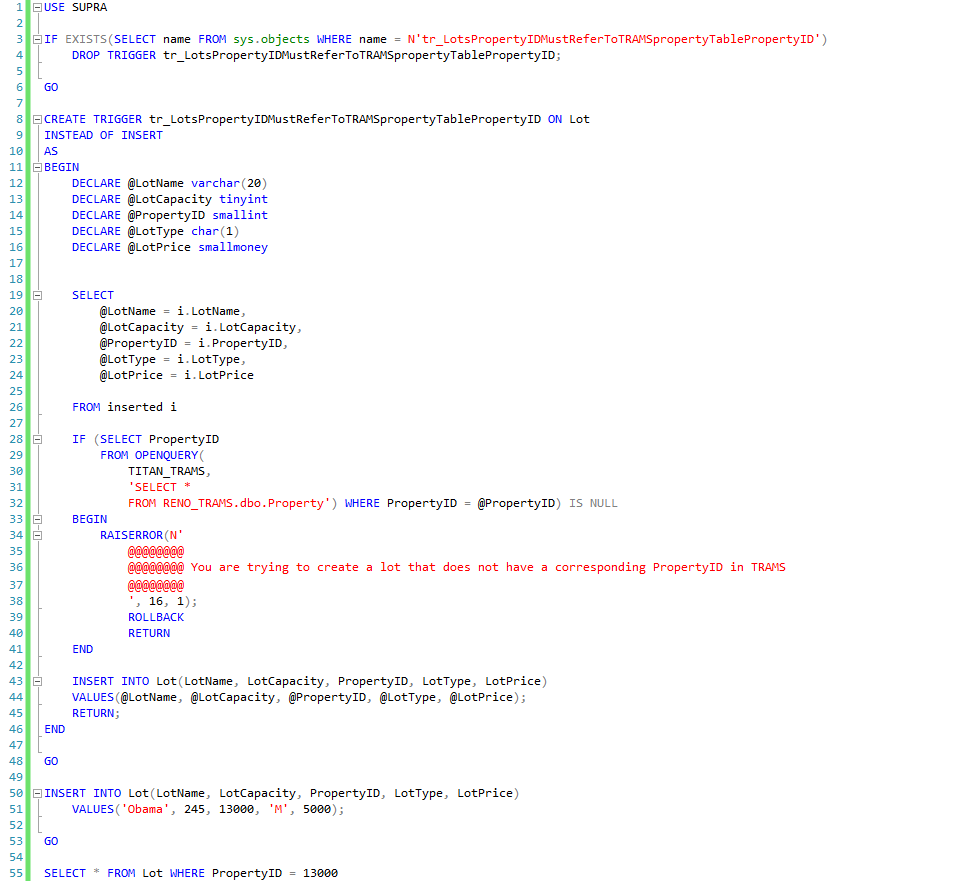 1 USE SUPRA
2
3 IF EXISTS(SELECT name FROM sys.objects WHERE name = N'tr_LotsPropertyIDMustReferToTRAMSpropertyTablePropertyID')
4     DROP TRIGGER tr_LotsPropertyIDMustReferToTRAMSpropertyTablePropertyID;
5
6 GO
7
8 CREATE TRIGGER tr_LotsPropertyIDMustReferToTRAMSpropertyTablePropertyID ON Lot
9 INSTEAD OF INSERT
10 AS
11 BEGIN
12     DECLARE @LotName varchar(20)
13     DECLARE @LotCapacity tinyint
14     DECLARE @PropertyID smallint
15     DECLARE @LotType char(1)
16     DECLARE @LotPrice smallmoney
17
18
19     SELECT
20         @LotName = i.LotName,
21         @LotCapacity = i.LotCapacity,
22         @PropertyID = i.PropertyID,
23         @LotType = i.LotType,
24         @LotPrice = i.LotPrice
25
26     FROM inserted i
27
28     IF (SELECT PropertyID
29         FROM OPENQUERY(
30             TITAN_TRAMS,
31             'SELECT *
32             FROM RENO_TRAMS.dbo.Property') WHERE PropertyID = @PropertyID) IS NULL
33     BEGIN
34         RAISERROR(N'
35             @@@@@@@@
36             @@@@@@@@ You are trying to create a lot that does not have a corresponding PropertyID in TRAMS
37             @@@@@@@@
38             ', 16, 1);
39             ROLLBACK
40             RETURN
41     END
42
43     INSERT INTO Lot(LotName, LotCapacity, PropertyID, LotType, LotPrice)
44     VALUES(@LotName, @LotCapacity, @PropertyID, @LotType, @LotPrice);
45     RETURN;
46 END
47
48 GO
49
50 INSERT INTO Lot(LotName, LotCapacity, PropertyID, LotType, LotPrice)
51     VALUES('Obama', 245, 13000, 'M', 5000);
52
53 GO
54
55 SELECT * FROM Lot WHERE PropertyID = 13000